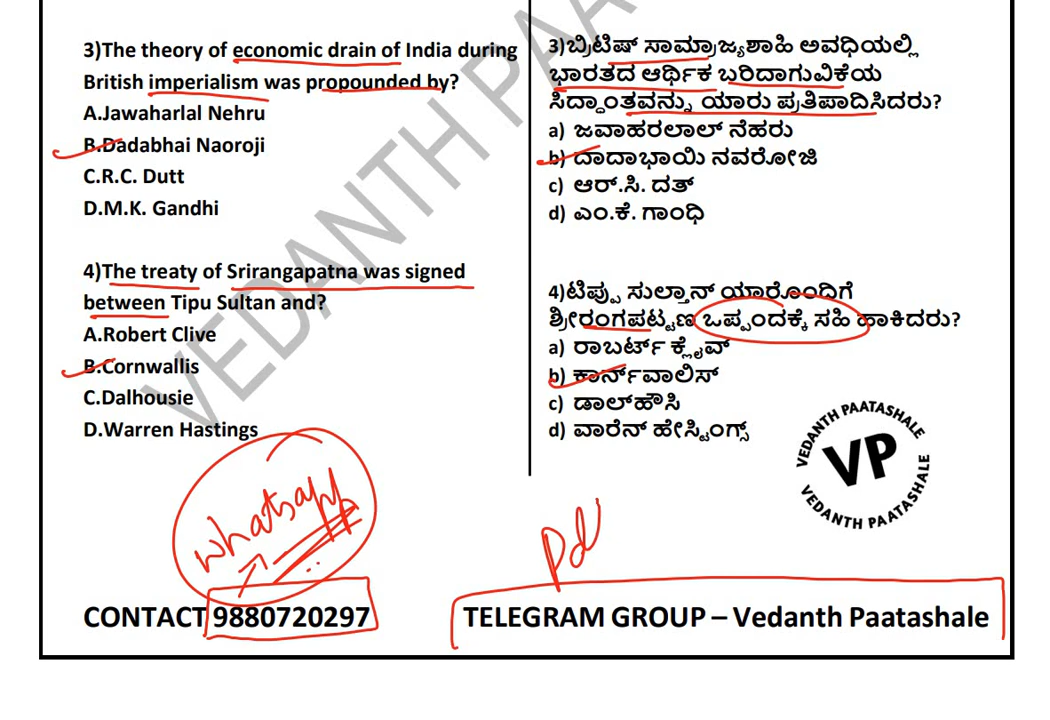 3)The theory of economic drain of India during
British imperialism was propounded by?
A.Jawaharlal Nehru
B.Dadabhai Naoroji
C.R.C. Dutt
D.M.K. Gandhi
4)The treaty of Srirangapatna was signed
between Tipu Sultan and?
A.Robert Clive
B.Cornwallis
C.Dalhousie
D.Warren Hastings
3)ಬ್ರಿಟಿಷ್ ಸಾಮ್ರಾಜ್ಯಶಾಹಿ ಅವಧಿಯಲ್ಲಿ
ಭಾರತದ ಆರ್ಥಿಕ ಬರಿದಾಗುವಿಕೆಯ
ಸಿದ್ಧಾಂತವನ್ನು ಯಾರು ಪ್ರತಿಪಾದಿಸಿದರು?
a) ಜವಾಹರಲಾಲ್ ನೆಹರು
b) ದಾದಾಭಾಯಿ ನವರೋಜಿ
c) ಆರ್.ಸಿ. ದತ್
d) ಎಂ.ಕೆ. ಗಾಂಧಿ
4)ಟಿಪ್ಪು ಸುಲ್ತಾನ್ ಯಾರೊಂದಿಗೆ
ಶ್ರೀರಂಗಪಟ್ಟಣ ಒಪ್ಪಂದಕ್ಕೆ ಸಹಿ ಹಾಕಿದರು?
a) ರಾಬರ್ಟ್ ಕ್ಲೈವ್
b) ಕಾರ್ನ್‌ವಾಲಿಸ್
c) ಡಾಲ್‌ಹೌಸಿ
d) ವಾರೆನ್ ಹೇಸ್ಟಿಂಗ್ಸ್
VEDANTH PAA
VEDANTH PAATASHALE
VP
VEDANTH PAATASHALE
whatsapp
pdf
CONTACT 9880720297
TELEGRAM GROUP – Vedanth Paatashale